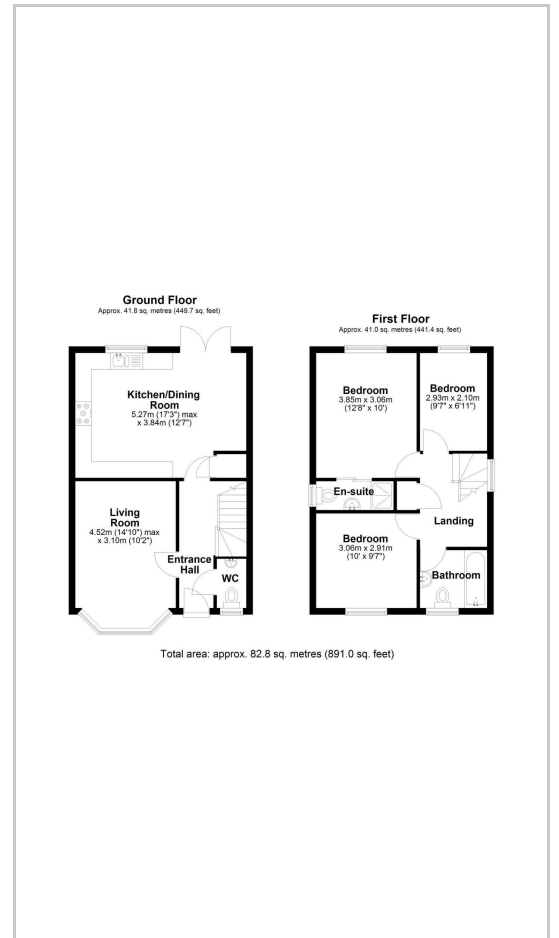 Ground Floor
Approx. 41.8 sq. metres (449.7 sq. feet)
Kitchen/Dining
Room
5.27m (17'3") max
x 3.84m (12'7")
Living
Room
4.52m (14'10") max
x 3.10m (10'2")
Entrance
Hall
WC
First Floor
Approx. 41.0 sq. metres (441.4 sq. feet)
Bedroom
3.85m x 3.06m
(12'8" x 10')
Bedroom
2.93m x 2.10m
(9'7" x 6'11")
En-suite
Landing
Bedroom
3.06m x 2.91m
(10' x 9'7")
Bathroom
Total area: approx. 82.8 sq. metres (891.0 sq. feet)